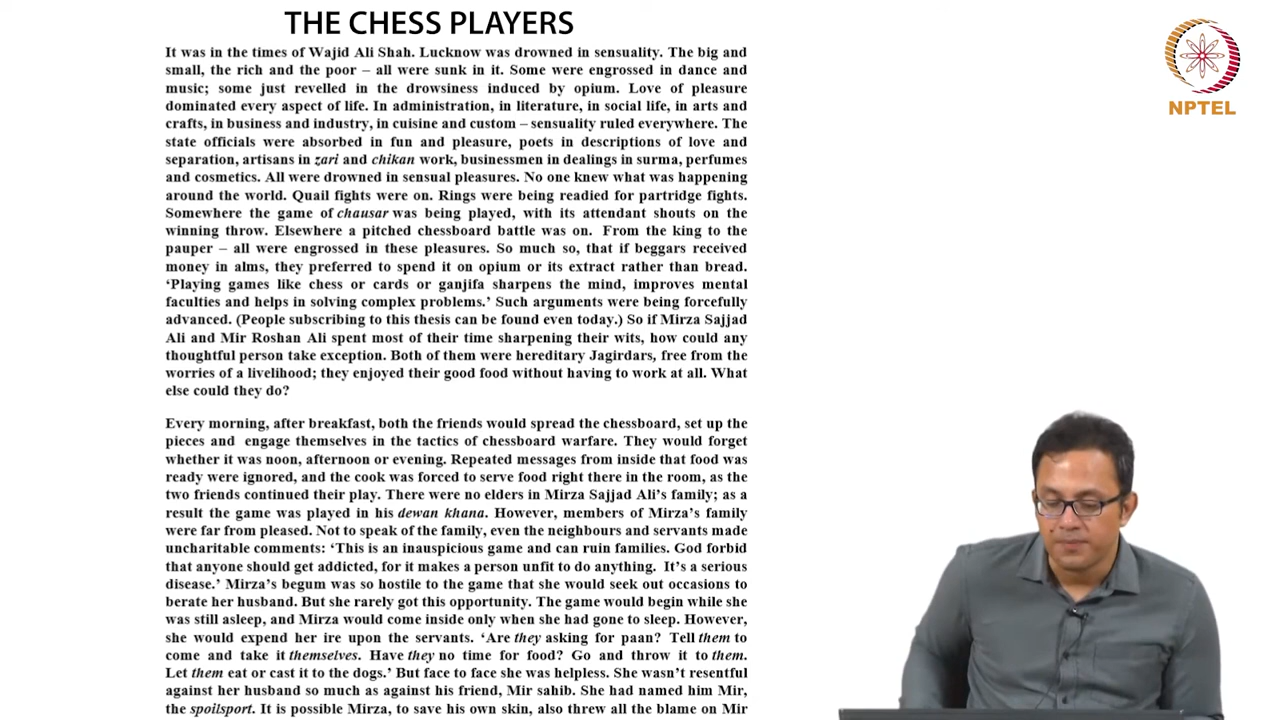 THE CHESS PLAYERS
It was in the times of Wajid Ali Shah. Lucknow was drowned in sensuality. The big and
small, the rich and the poor – all were sunk in it. Some were engrossed in dance and
music; some just revelled in the drowsiness induced by opium. Love of pleasure
dominated every aspect of life. In administration, in literature, in social life, in arts and
crafts, in business and industry, in cuisine and custom – sensuality ruled everywhere. The
state officials were absorbed in fun and pleasure, poets in descriptions of love and
separation, artisans in zari and chikan work, businessmen in dealings in surma, perfumes
and cosmetics. All were drowned in sensual pleasures. No one knew what was happening
around the world. Quail fights were on. Rings were being readied for partridge fights.
Somewhere the game of chausar was being played, with its attendant shouts on the
winning throw. Elsewhere a pitched chessboard battle was on. From the king to the
pauper – all were engrossed in these pleasures. So much so, that if beggars received
money in alms, they preferred to spend it on opium or its extract rather than bread.
‘Playing games like chess or cards or ganjifa sharpens the mind, improves mental
faculties and helps in solving complex problems.’ Such arguments were being forcefully
advanced. (People subscribing to this thesis can be found even today.) So if Mirza Sajjad
Ali and Mir Roshan Ali spent most of their time sharpening their wits, how could any
thoughtful person take exception. Both of them were hereditary Jagirdars, free from the
worries of a livelihood; they enjoyed their good food without having to work at all. What
else could they do?
Every morning, after breakfast, both the friends would spread the chessboard, set up the
pieces and engage themselves in the tactics of chessboard warfare. They would forget
whether it was noon, afternoon or evening. Repeated messages from inside that food was
ready were ignored, and the cook was forced to serve food right there in the room, as the
two friends continued their play. There were no elders in Mirza Sajjad Ali’s family; as a
result the game was played in his dewan khana. However, members of Mirza’s family
were far from pleased. Not to speak of the family, even the neighbours and servants made
uncharitable comments: ‘This is an inauspicious game and can ruin families. God forbid
that anyone should get addicted, for it makes a person unfit to do anything. It’s a serious
disease.’ Mirza’s begum was so hostile to the game that she would seek out occasions to
berate her husband. But she rarely got this opportunity. The game would begin while she
was still asleep, and Mirza would come inside only when she had gone to sleep. However,
she would expend her ire upon the servants. ‘Are they asking for paan? Tell them to
come and take it themselves. Have they no time for food? Go and throw it to them.
Let them eat or cast it to the dogs.’ But face to face she was helpless. She wasn’t resentful
against her husband so much as against his friend, Mir sahib. She had named him Mir,
the spoilsport. It is possible Mirza, to save his own skin, also threw all the blame on Mir
NPTEL